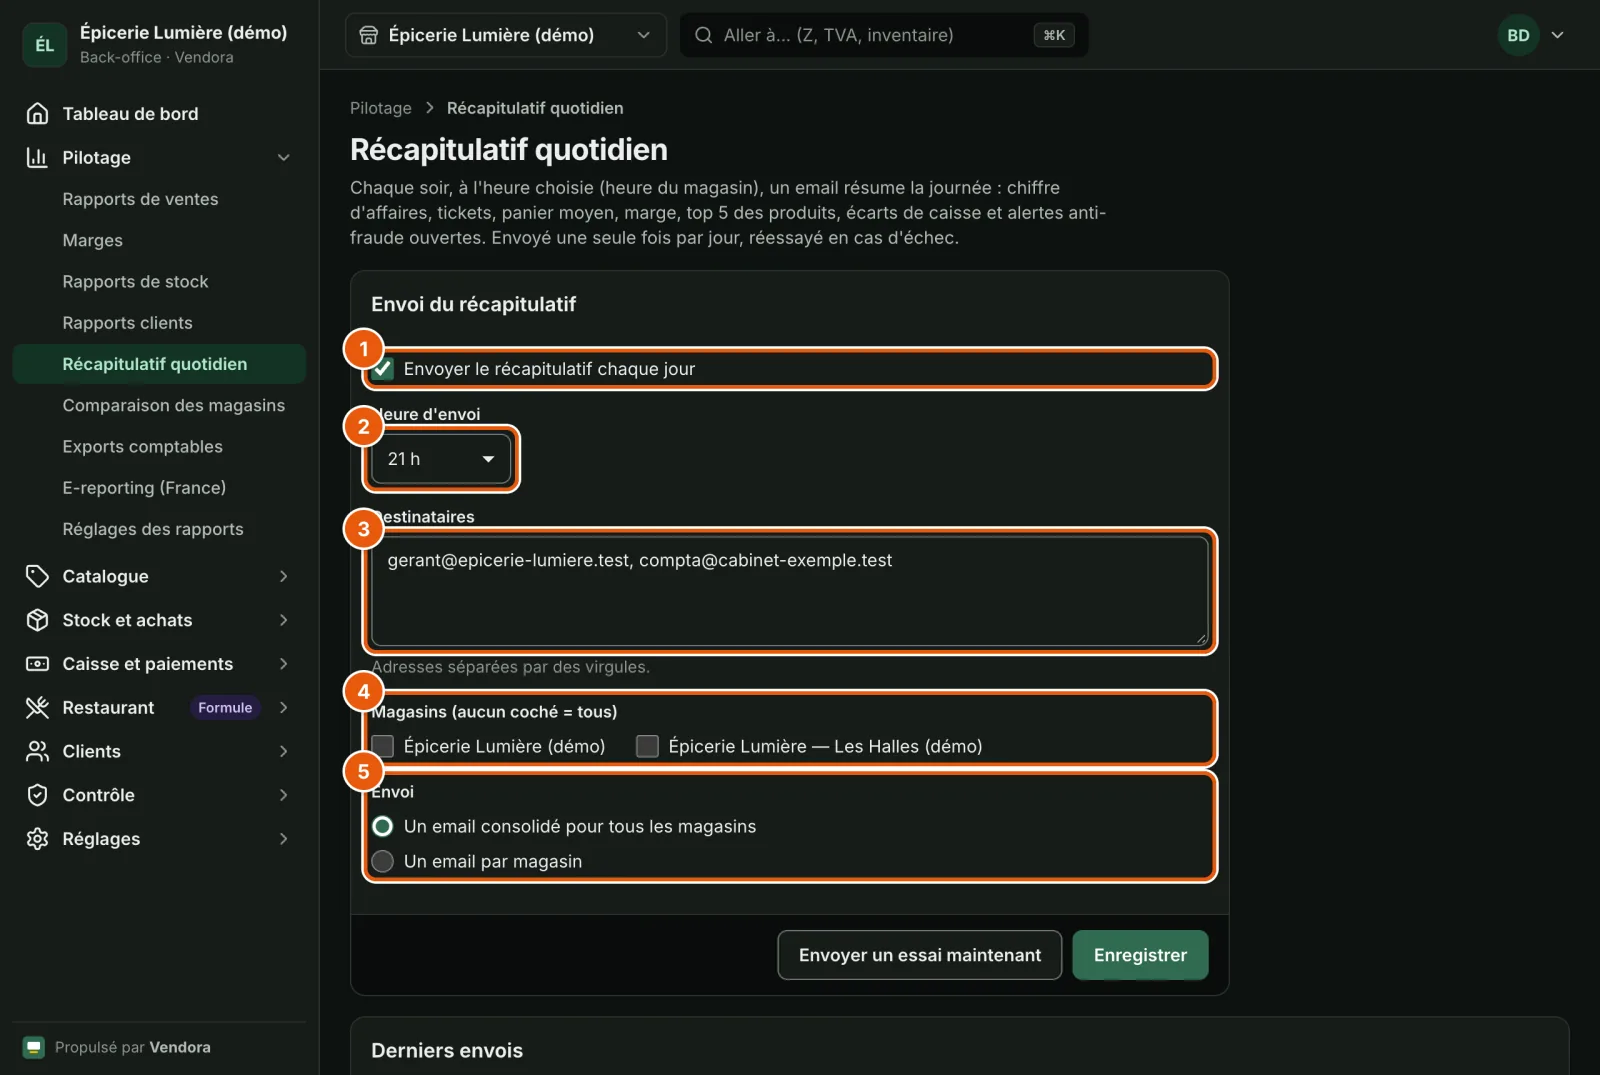 ÉL
Épicerie Lumière (démo)
Back-office · Vendora
Tableau de bord
Pilotage
Rapports de ventes
Marges
Rapports de stock
Rapports clients
Récapitulatif quotidien
Comparaison des magasins
Exports comptables
E-reporting (France)
Réglages des rapports
Catalogue
Stock et achats
Caisse et paiements
Restaurant Formule
Clients
Contrôle
Réglages
Propulsé par Vendora
Épicerie Lumière (démo)
Aller à... (Z, TVA, inventaire) ⌘K
BD
Pilotage > Récapitulatif quotidien
Récapitulatif quotidien
Chaque soir, à l'heure choisie (heure du magasin), un email résume la journée : chiffre
d'affaires, tickets, panier moyen, marge, top 5 des produits, écarts de caisse et alertes anti-
fraude ouvertes. Envoyé une seule fois par jour, réessayé en cas d'échec.
Envoi du récapitulatif
1
Envoyer le récapitulatif chaque jour
Heure d'envoi
2
21 h
Destinataires
3
gerant@epicerie-lumiere.test, compta@cabinet-exemple.test
Adresses séparées par des virgules.
4
Magasins (aucun coché = tous)
Épicerie Lumière (démo) Épicerie Lumière — Les Halles (démo)
5
Envoi
Un email consolidé pour tous les magasins
Un email par magasin
Envoyer un essai maintenant Enregistrer
Derniers envois